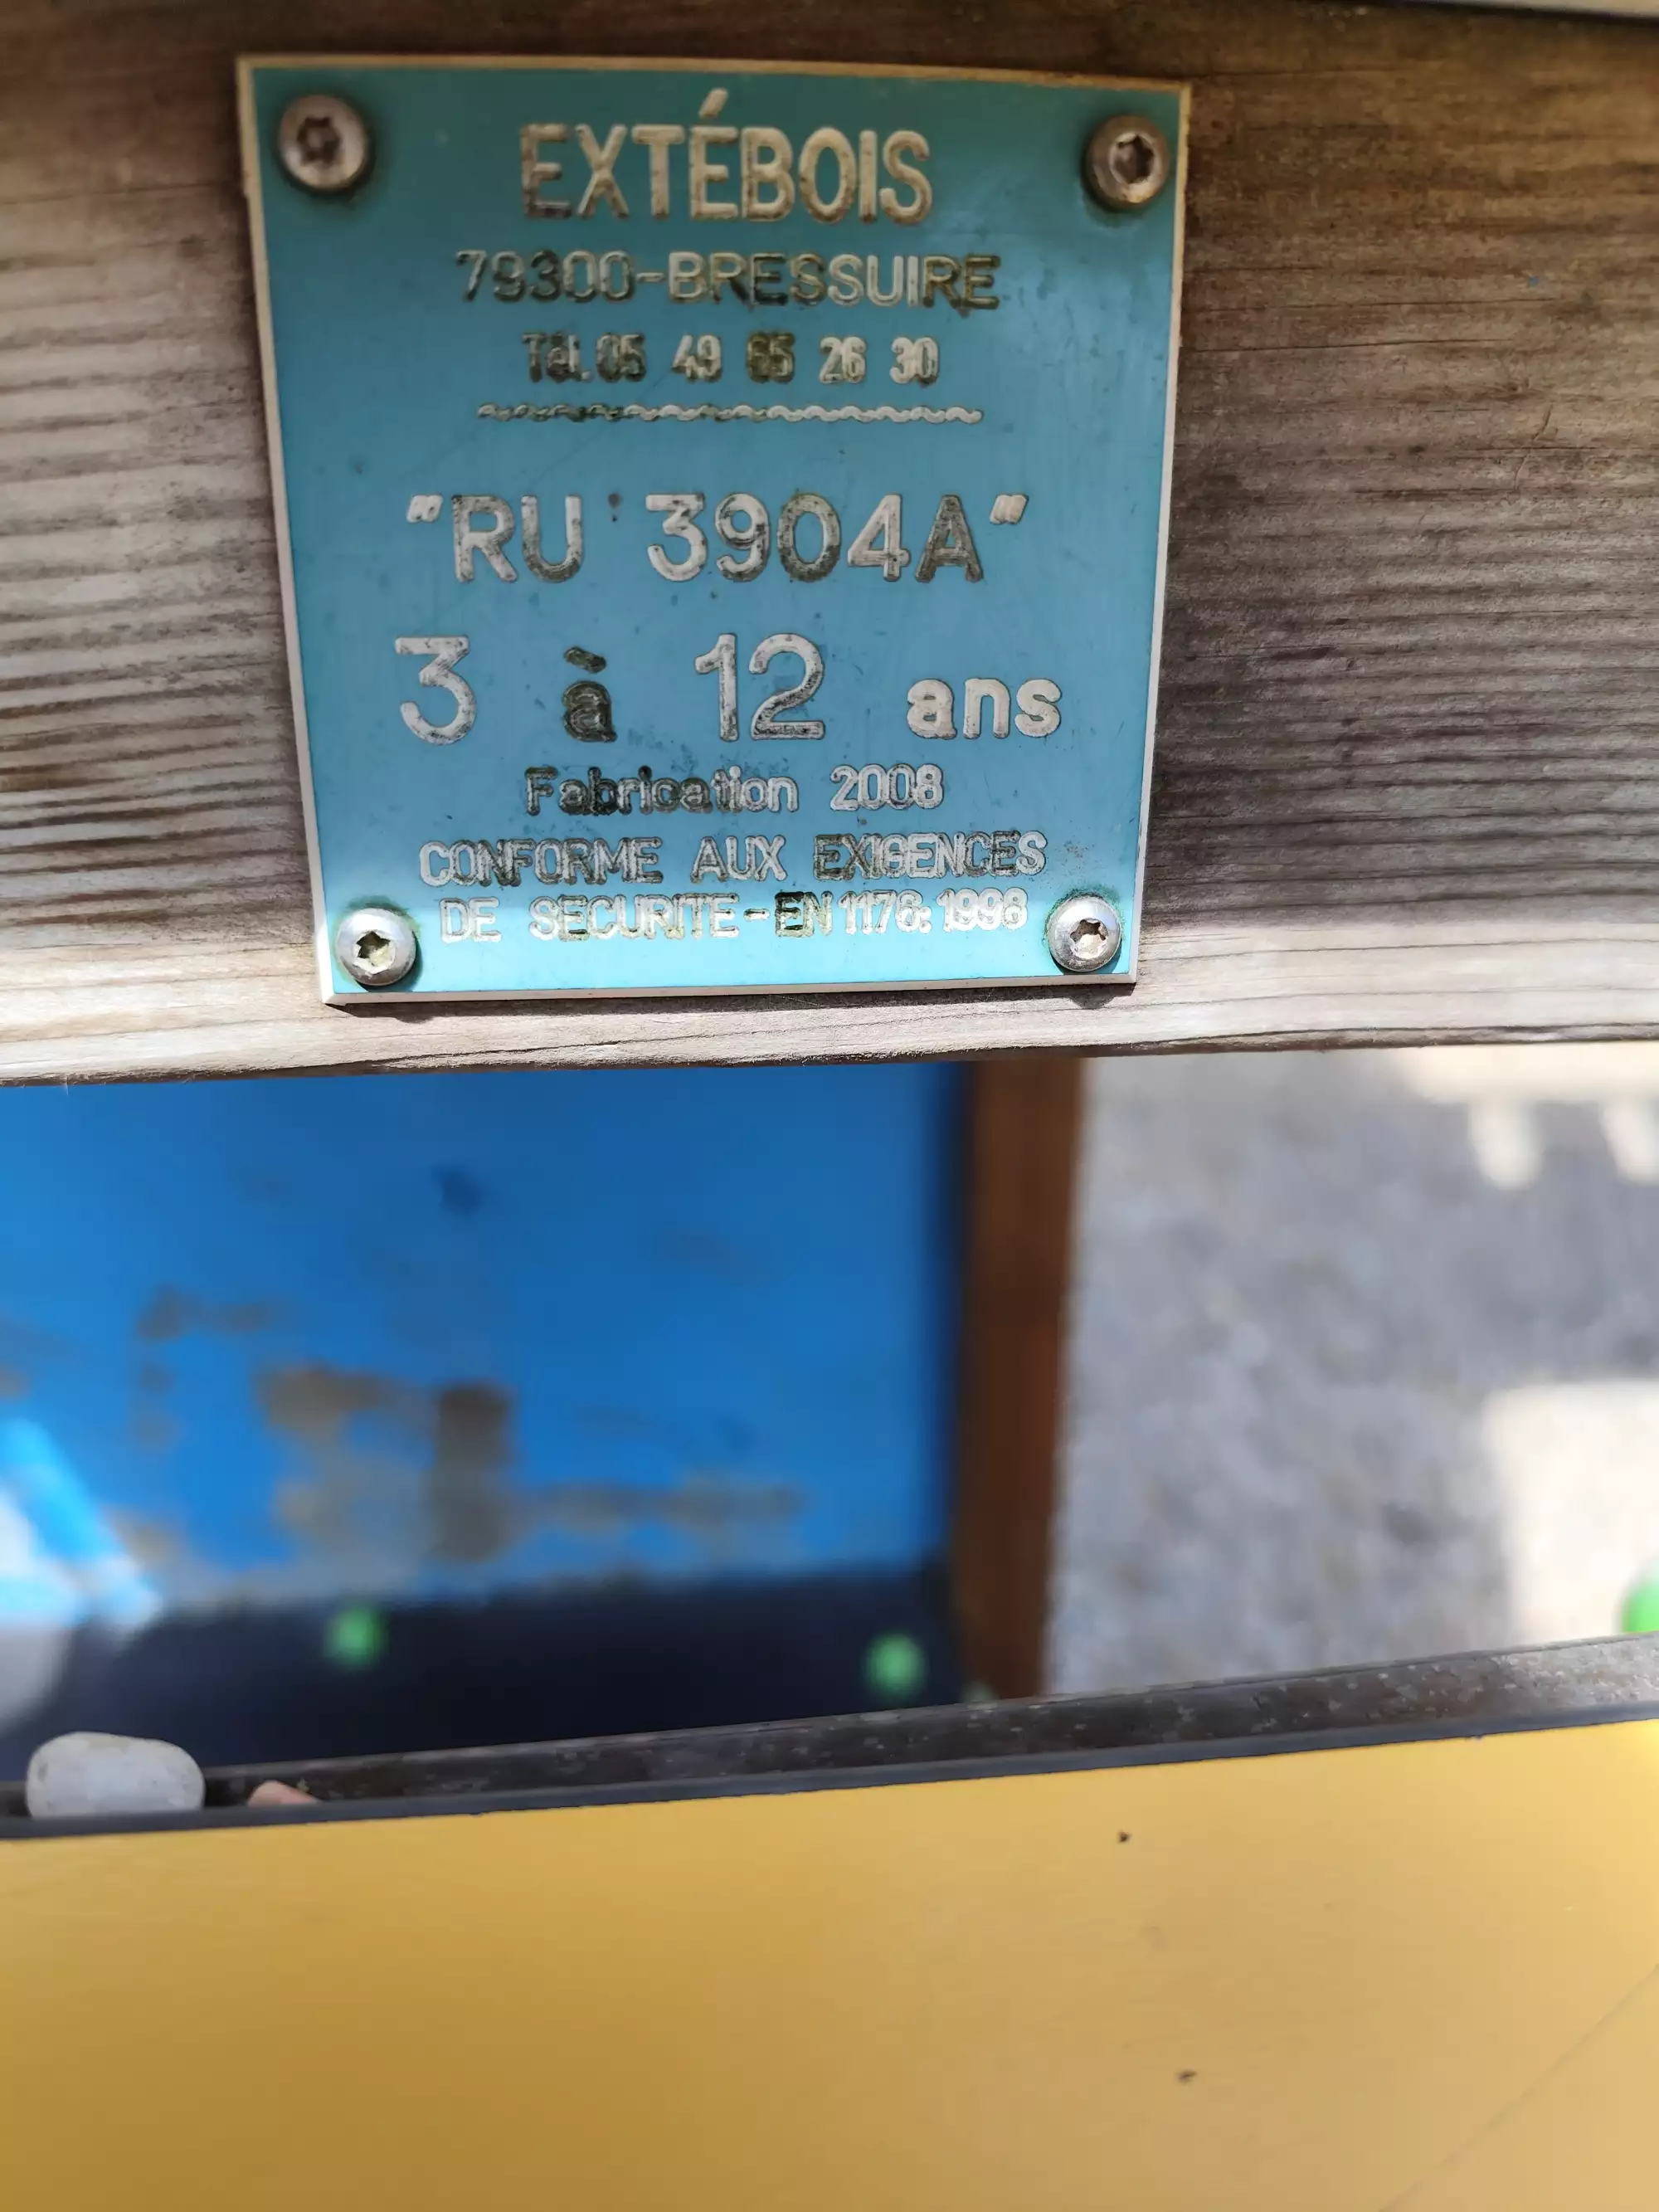 EXTÉBOIS
79300-BRESSUIRE
Tél. 05 49 65 26 30
"RU 3904A"
3 à 12 ans
Fabrication 2008
CONFORME AUX EXIGENCES
DE SECURITE-EN 1176:1998